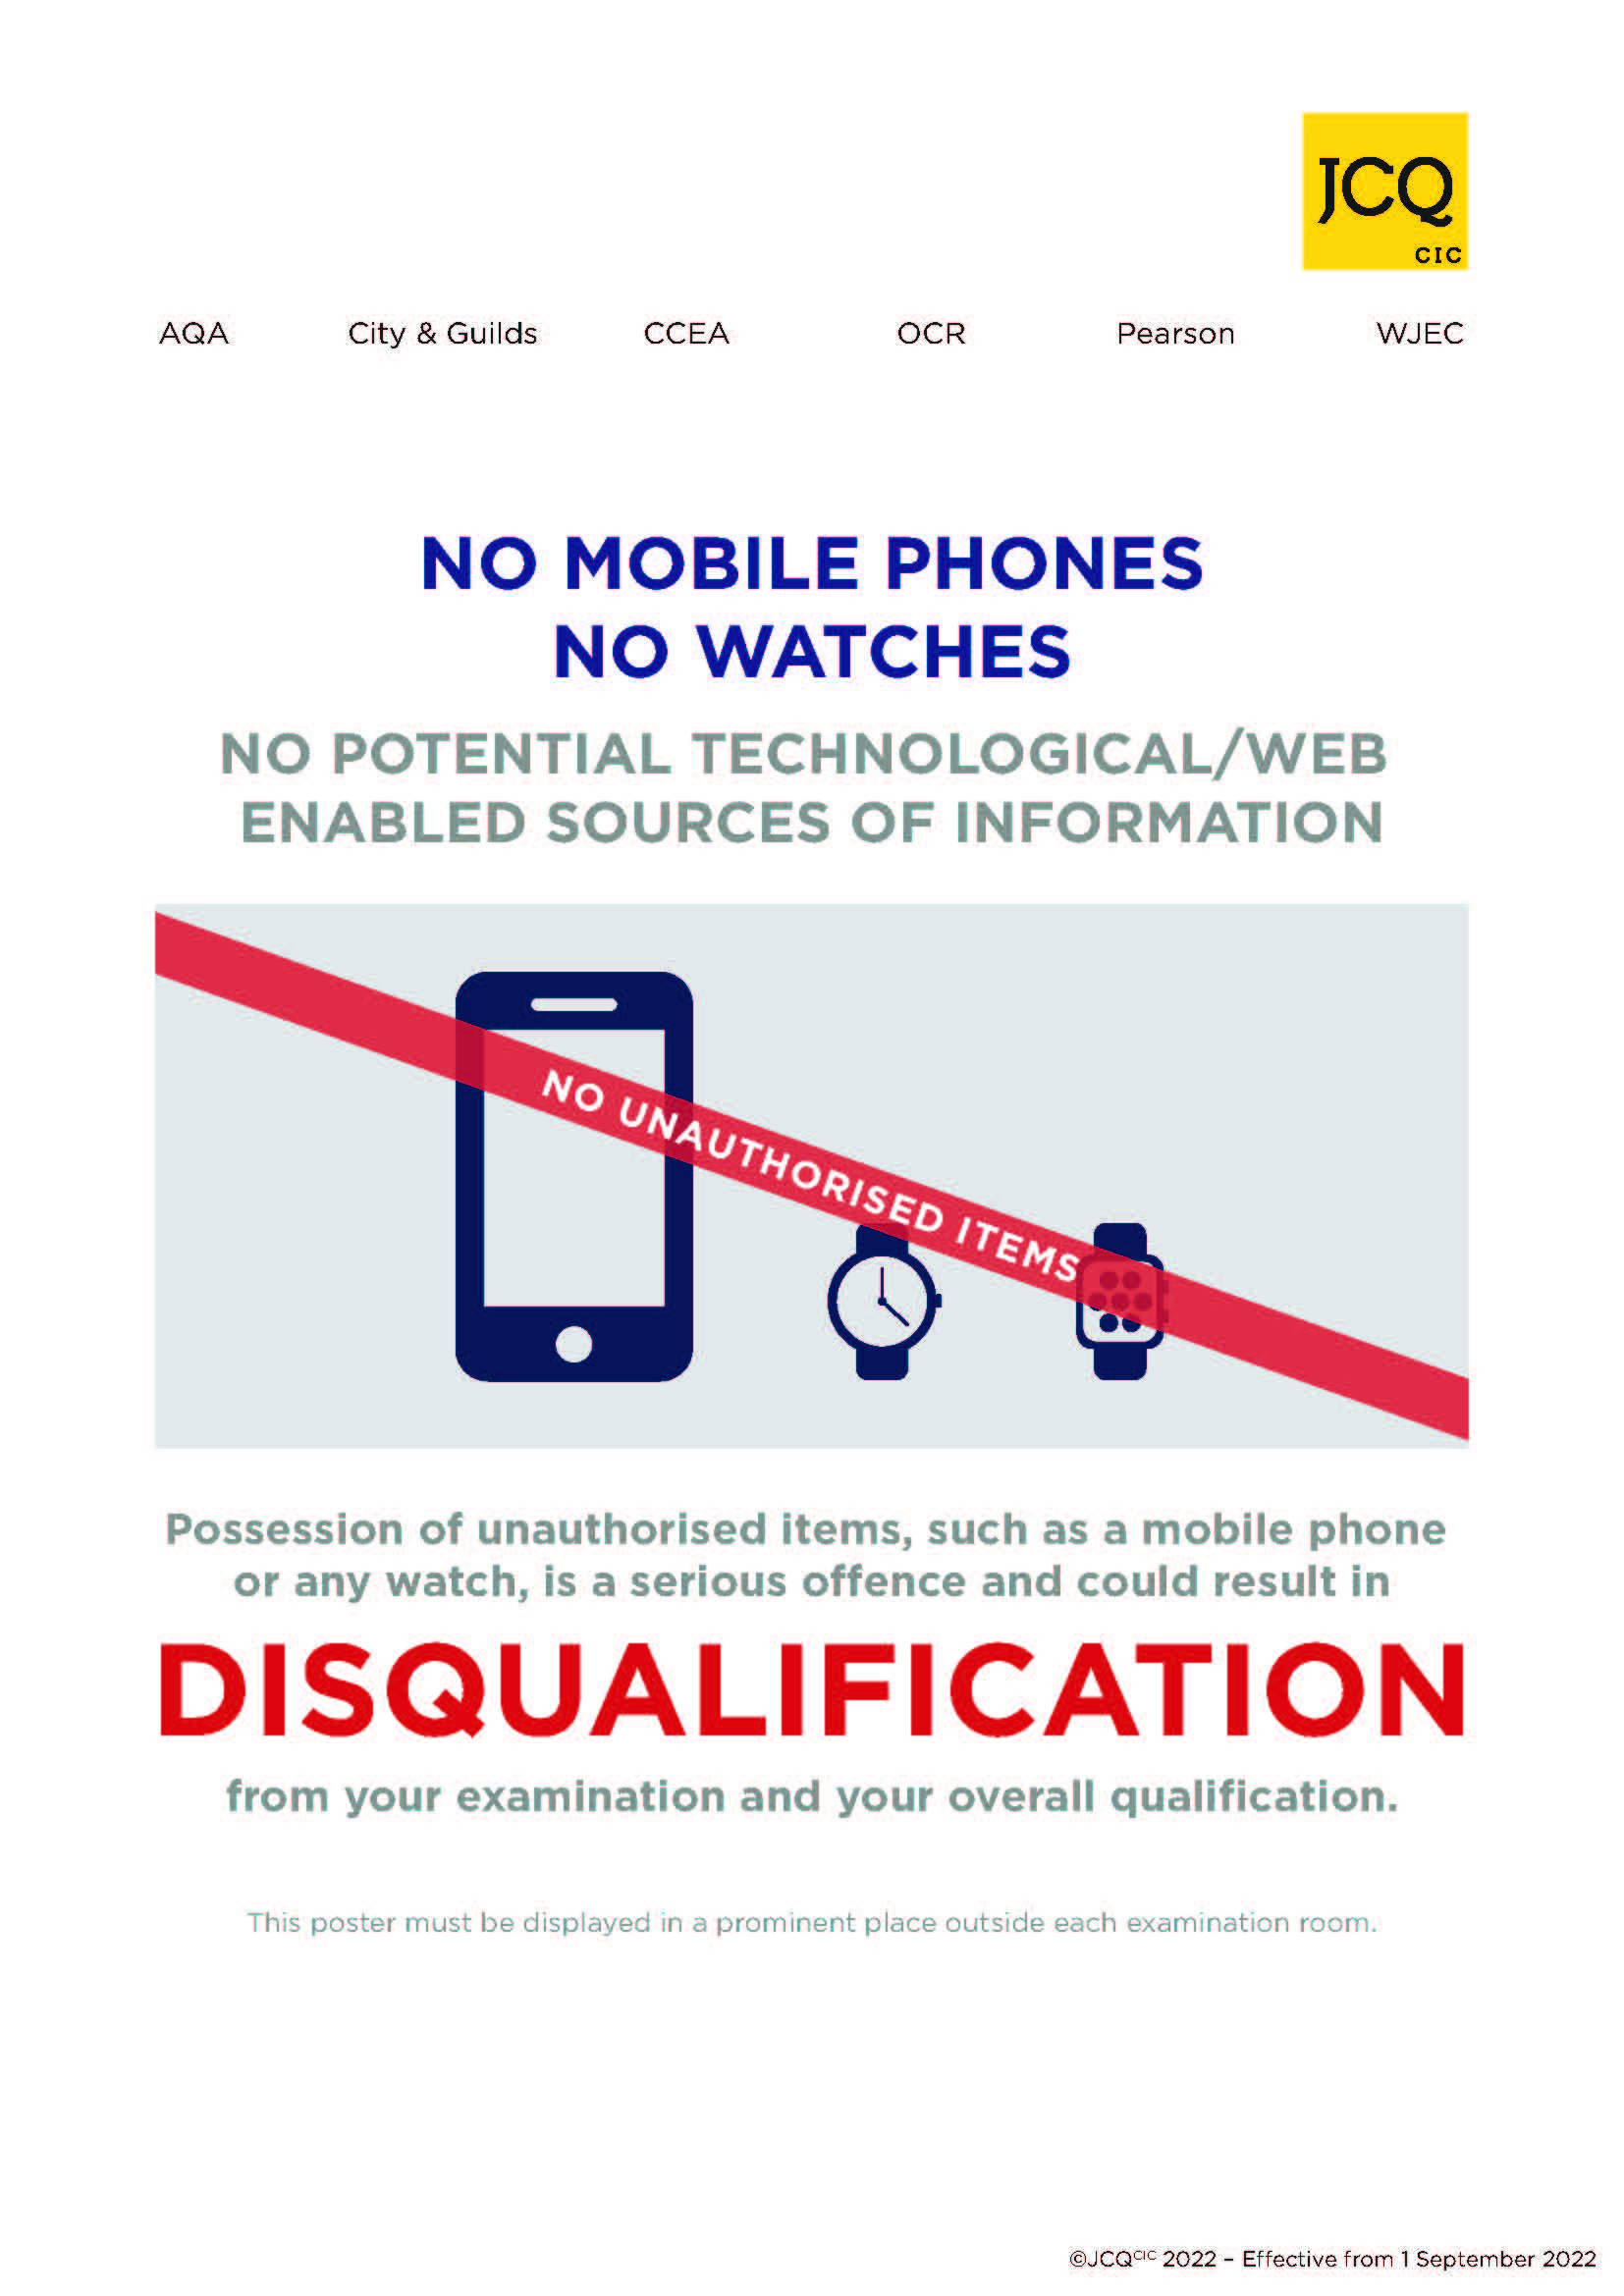 JCQ
CIC
AQA City & Guilds CCEA OCR Pearson WJEC
NO MOBILE PHONES
NO WATCHES
NO POTENTIAL TECHNOLOGICAL/WEB
ENABLED SOURCES OF INFORMATION
NO UNAUTHORISED ITEMS
Possession of unauthorised items, such as a mobile phone
or any watch, is a serious offence and could result in
DISQUALIFICATION
from your examination and your overall qualification.
This poster must be displayed in a prominent place outside each examination room.
©JCQᶜᴵᶜ 2022 – Effective from 1 September 2022